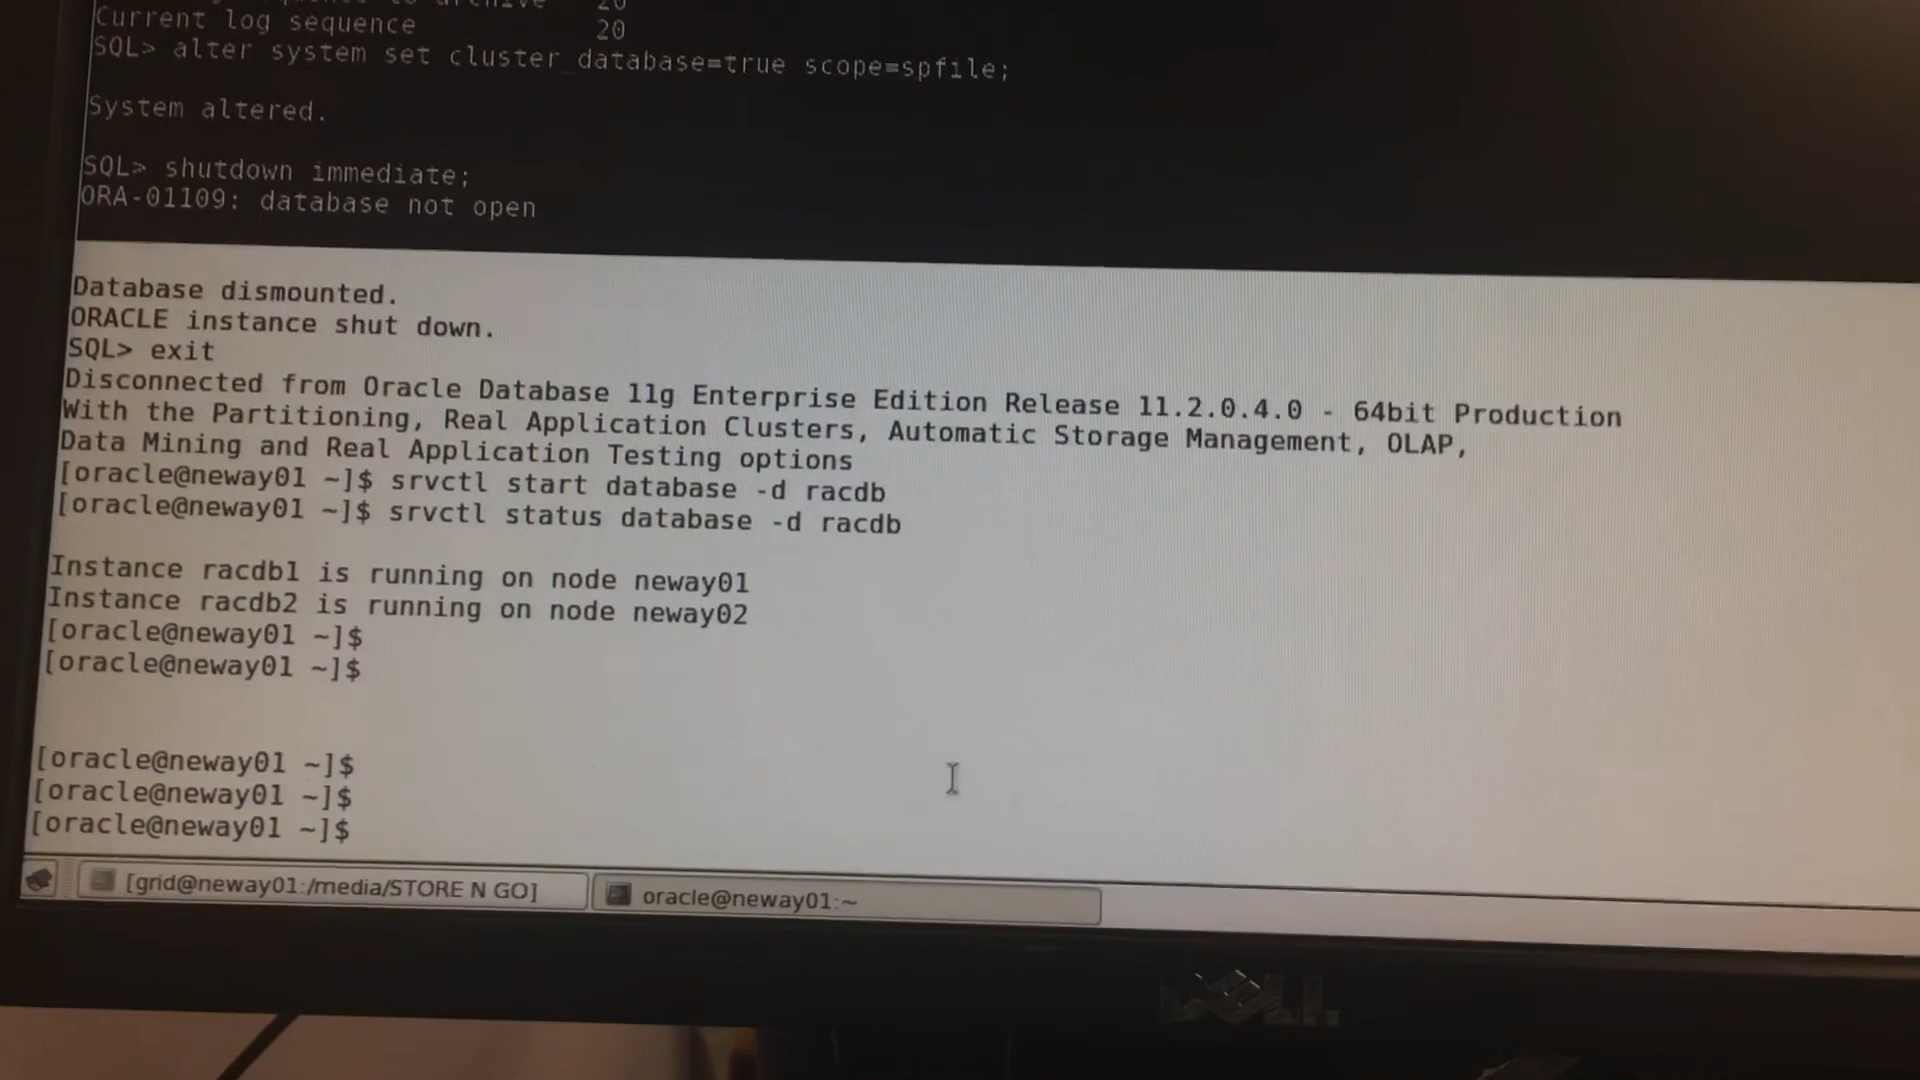 to archive 20
Current log sequence 20
SQL> alter system set cluster_database=true scope=spfile;
System altered.
SQL> shutdown immediate;
ORA-01109: database not open
Database dismounted.
ORACLE instance shut down.
SQL> exit
Disconnected from Oracle Database 11g Enterprise Edition Release 11.2.0.4.0 - 64bit Production
With the Partitioning, Real Application Clusters, Automatic Storage Management, OLAP,
Data Mining and Real Application Testing options
[oracle@neway01 ~]$ srvctl start database -d racdb
[oracle@neway01 ~]$ srvctl status database -d racdb
Instance racdb1 is running on node neway01
Instance racdb2 is running on node neway02
[oracle@neway01 ~]$
[oracle@neway01 ~]$
[oracle@neway01 ~]$
[oracle@neway01 ~]$
[oracle@neway01 ~]$
[grid@neway01:/media/STORE N GO]
oracle@neway01:~
DELL